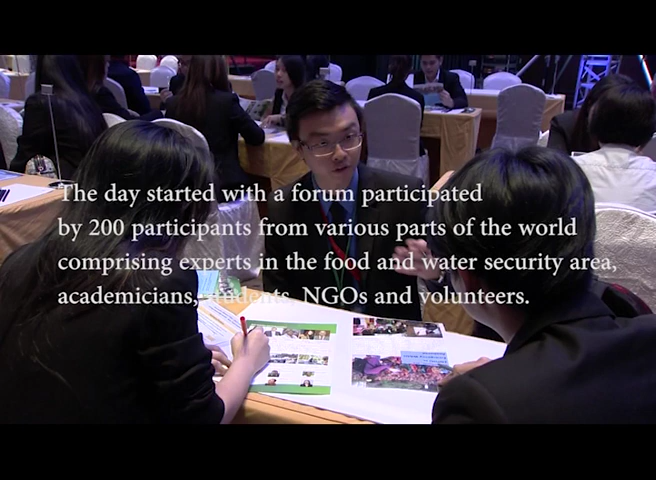 The day started with a forum participated
by 200 participants from various parts of the world
comprising experts in the food and water security area,
academicians, students, NGOs and volunteers.